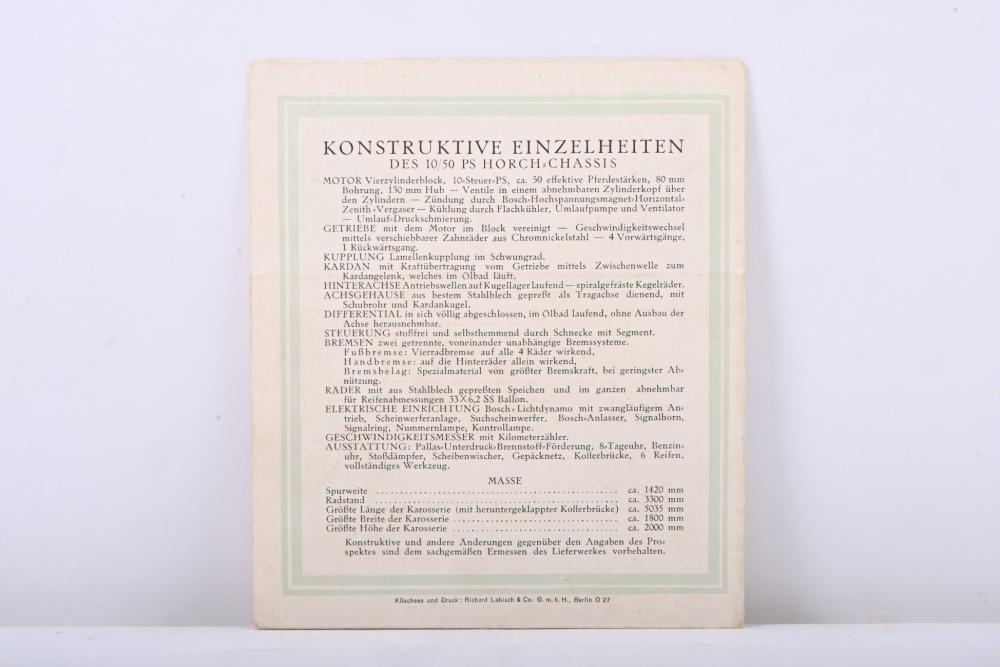 KONSTRUKTIVE EINZELHEITEN
DES 10/50 PS HORCH-CHASSIS
MOTOR Vierzylinderblock, 10-Steuer-PS, ca. 50 effektive Pferdestärken, 80 mm
Bohrung, 130 mm Hub — Ventile in einem abnehmbaren Zylinderkopf über
den Zylindern — Zündung durch Bosch-Hochspannungsmagnet-Horizontal-
Zenith-Vergaser — Kühlung durch Flachkühler, Umlaufpumpe und Ventilator
— Umlauf-Druckschmierung.
GETRIEBE mit dem Motor im Block vereinigt — Geschwindigkeitswechsel
mittels verschiebbarer Zahnräder aus Chromnickelstahl — 4 Vorwärtsgänge,
1 Rückwärtsgang.
KUPPLUNG Lamellenkupplung im Schwungrad.
KARDAN mit Kraftübertragung vom Getriebe mittels Zwischenwelle zum
Kardangelenk, welches im Ölbad läuft.
HINTERACHSE Antriebswellen auf Kugellager laufend — spiralgefräste Kegelräder.
ACHSGEHÄUSE aus bestem Stahlblech gepreßt als Tragachse dienend, mit
Schubrohr und Kardankugel.
DIFFERENTIAL in sich völlig abgeschlossen, im Ölbad laufend, ohne Ausbau der
Achse herausnehmbar.
STEUERUNG stoßfrei und selbsthemmend durch Schnecke mit Segment.
BREMSEN zwei getrennte, voneinander unabhängige Bremssysteme.
Fußbremse: Vierradbremse auf alle 4 Räder wirkend,
Handbremse: auf die Hinterräder allein wirkend,
Bremsbelag: Spezialmaterial von größter Bremskraft, bei geringster Ab-
nützung.
RÄDER mit aus Stahlblech gepreßten Speichen und im ganzen abnehmbar
für Reifenabmessungen 33×6,2 SS Ballon.
ELEKTRISCHE EINRICHTUNG Bosch-Lichtdynamo mit zwangläufigem An-
trieb, Scheinwerferanlage, Suchscheinwerfer, Bosch-Anlasser, Signalhorn,
Signalring, Nummernlampe, Kontrollampe.
GESCHWINDIGKEITSMESSER mit Kilometerzähler.
AUSSTATTUNG: Pallas-Unterdruck-Brennstoff-Förderung, 8-Tageuhr, Benzin-
uhr, Stoßdämpfer, Scheibenwischer, Gepäcknetz, Kofferbrücke, 6 Reifen,
vollständiges Werkzeug.
MASSE
Spurweite ca. 1420 mm
Radstand ca. 3300 mm
Größte Länge der Karosserie (mit heruntergeklappter Kofferbrücke) ca. 5035 mm
Größte Breite der Karosserie ca. 1800 mm
Größte Höhe der Karosserie ca. 2000 mm
Konstruktive und andere Änderungen gegenüber den Angaben des Pro-
spektes sind dem sachgemäßen Ermessen des Lieferwerkes vorbehalten.
Klischees und Druck: Richard Labisch & Co. G. m. b. H., Berlin O 27